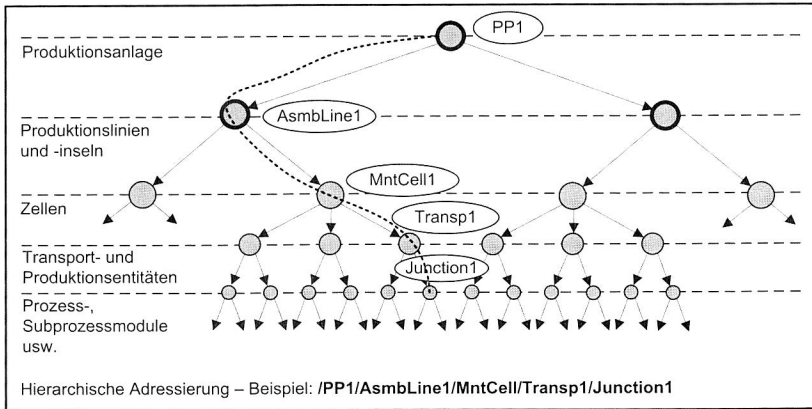 PP1
Produktionsanlage
AsmbLine1
Produktionslinien
und -inseln
MntCell1
Zellen
Transp1
Transport- und
Produktionsentitäten
Junction1
Prozess-,
Subprozessmodule
usw.
Hierarchische Adressierung – Beispiel: /PP1/AsmbLine1/MntCell/Transp1/Junction1